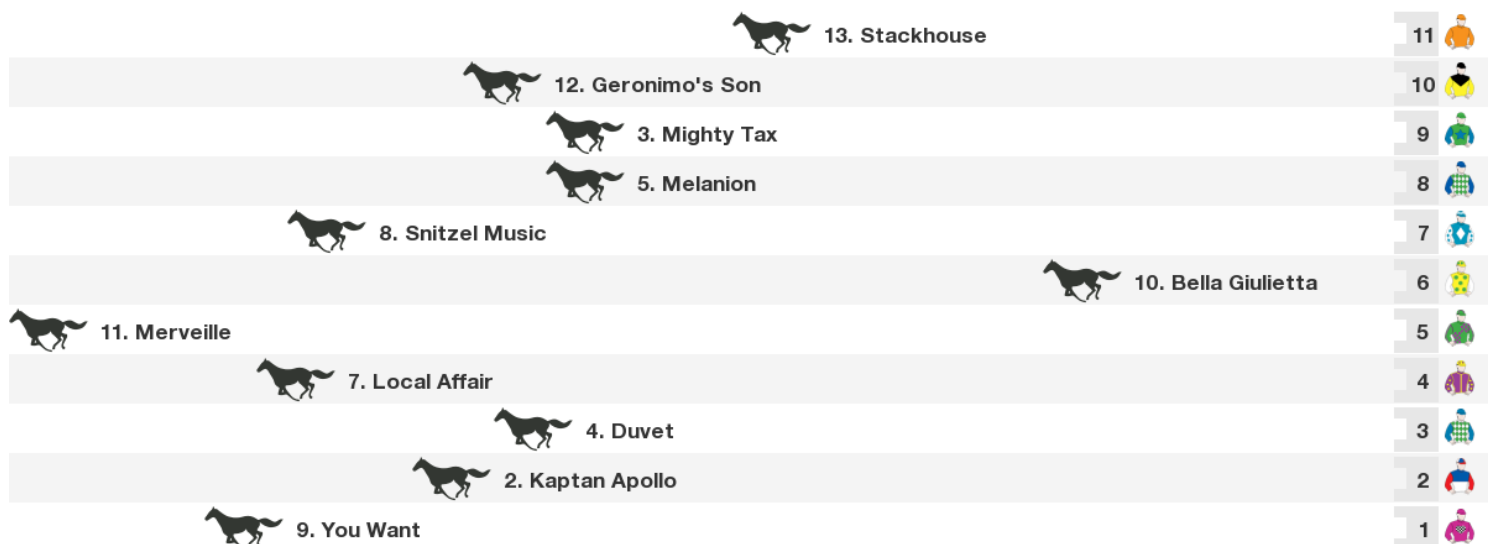 13. Stackhouse 11
12. Geronimo's Son 10
3. Mighty Tax 9
5. Melanion 8
8. Snitzel Music 7
10. Bella Giulietta 6
11. Merveille 5
7. Local Affair 4
4. Duvet 3
2. Kaptan Apollo 2
9. You Want 1